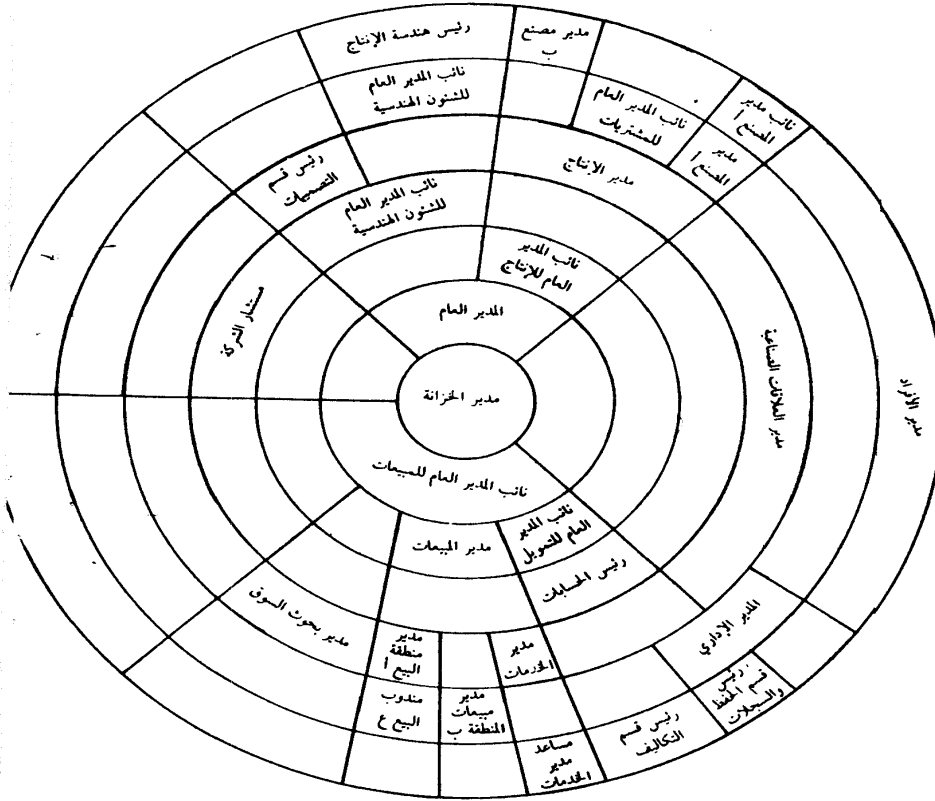 رئيس هندسة الإنتاج
مدير مصنع
ب
نائب مدير
المصنع أ
نائب المدير العام
للشئون الهندسية
نائب المدير العام
للمشتريات
مدير
المصنع أ
رئيس قسم
التصميمات
مدير الإنتاج
نائب المدير العام
للشئون الهندسية
نائب المدير
العام للإنتاج
المدير العام
مستشار الشركة
مدير الخزانة
مدير العلاقات الصناعية
مدير الأفراد
نائب المدير العام للمبيعات
نائب المدير
العام للتمويل
مدير المبيعات
رئيس الحسابات
مدير بحوث السوق
المدير الإداري
مدير
منطقة
البيع أ
مدير
الخدمات
رئيس
قسم الحفظ
والسجلات
مندوب
البيع ع
مدير
مبيعات
المنطقة ب
رئيس قسم
التكاليف
مساعد
مدير
الخدمات